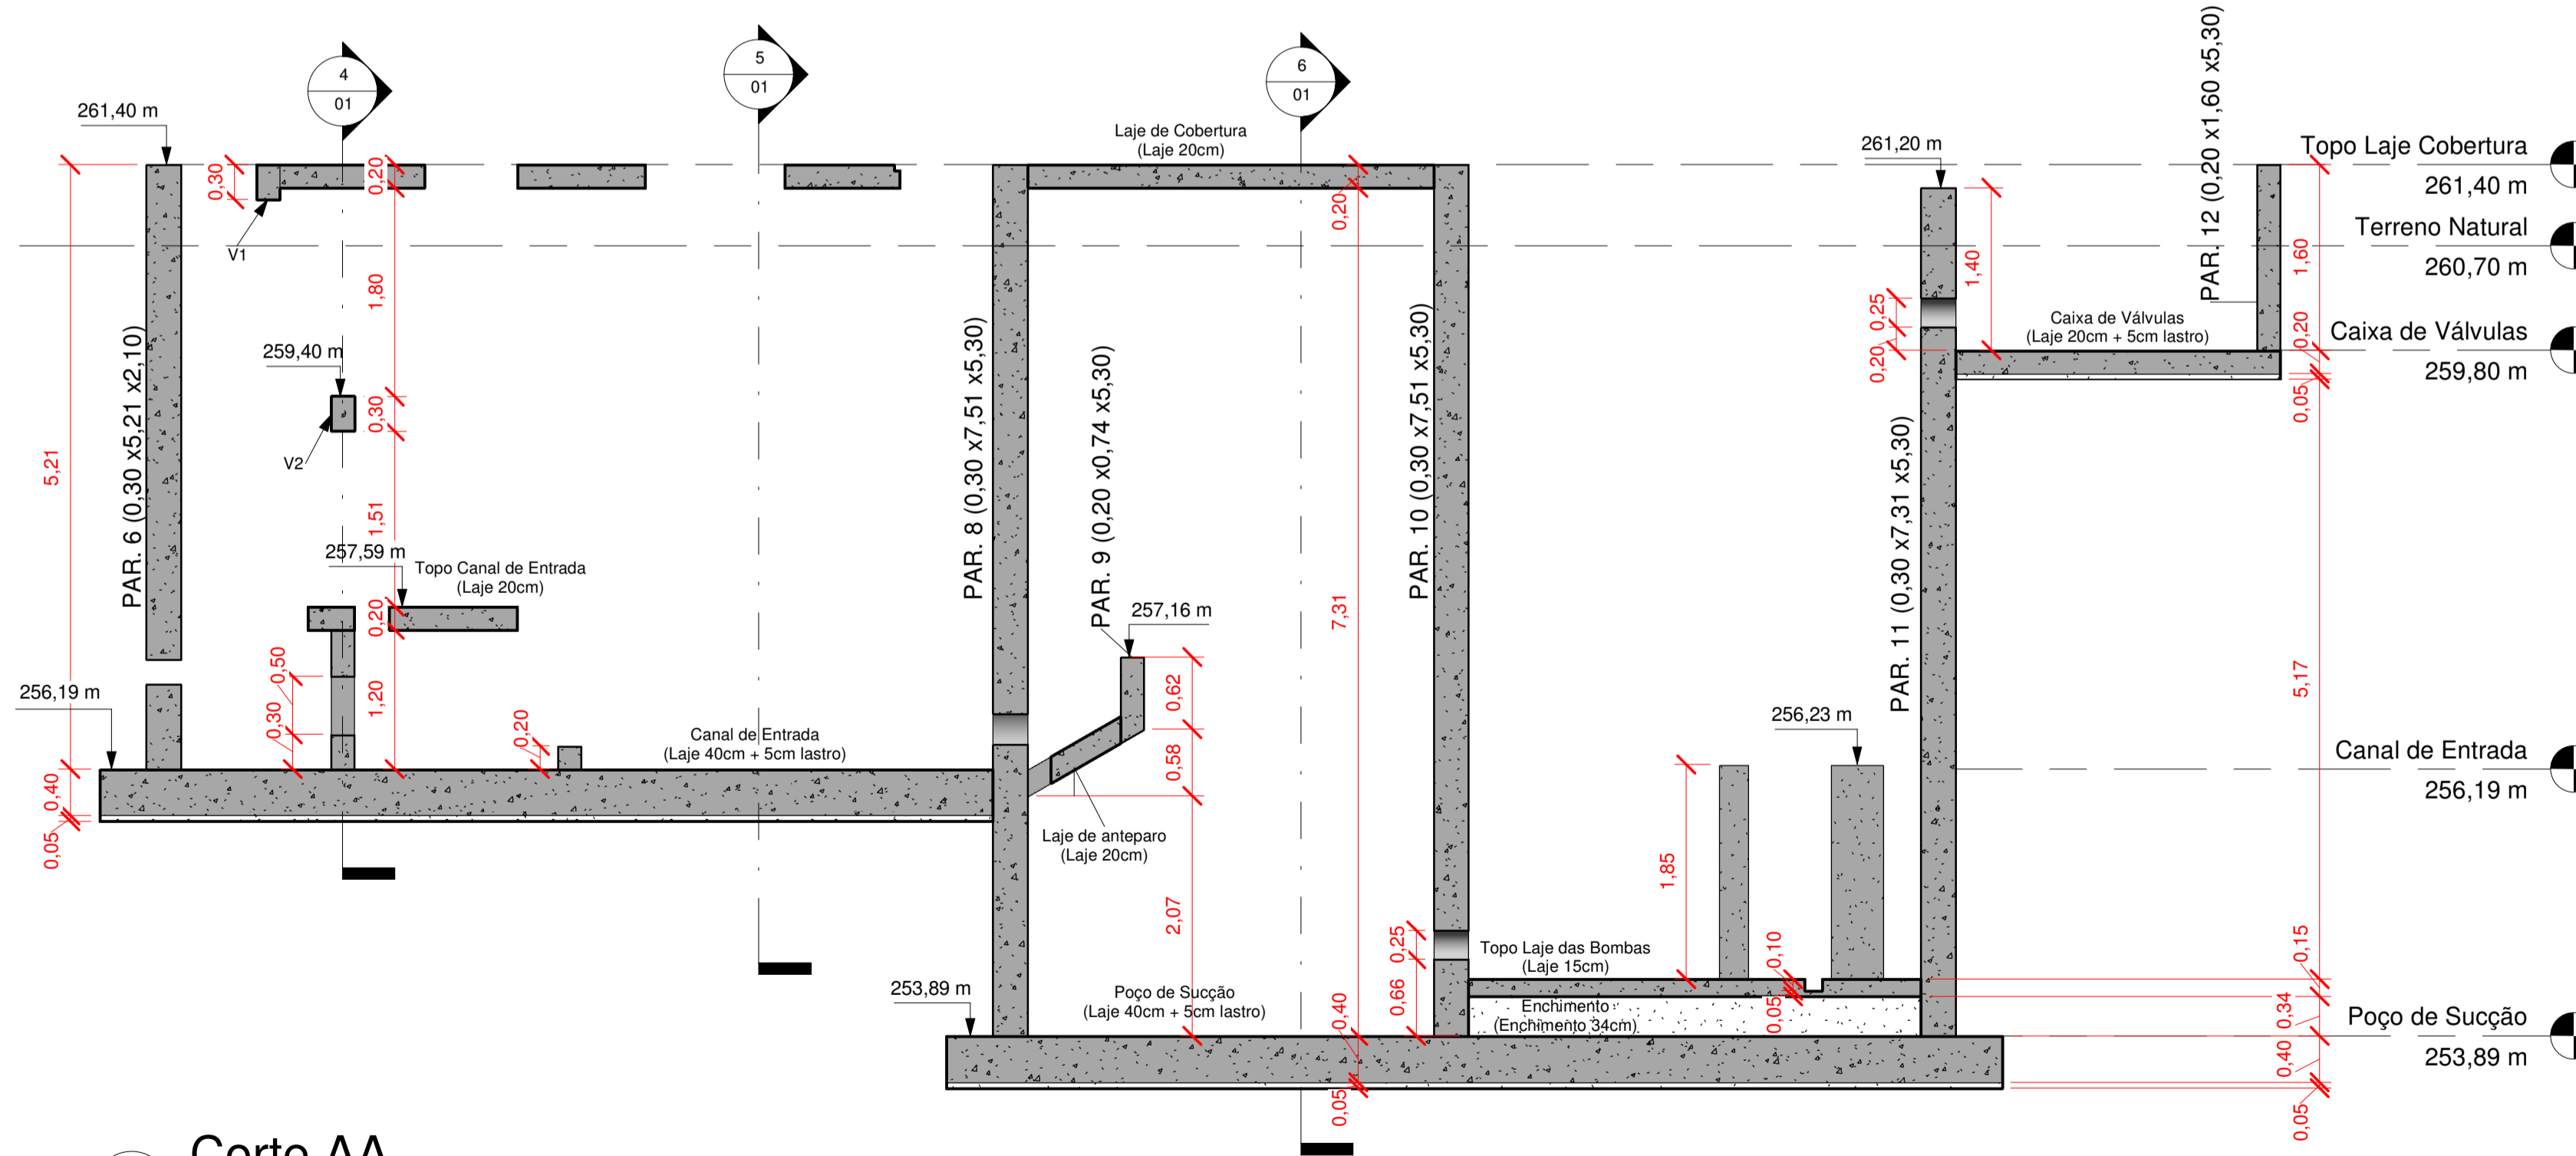 4
01
5
01
6
01
261,40 m
0,30
0,20
V1
1,80
259,40 m
0,30
V2
PAR. 6 (0,30 x5,21 x2,10)
5,21
1,51
257,59 m
Topo Canal de Entrada
(Laje 20cm)
0,20
0,50
0,30
1,20
0,20
256,19 m
0,40
0,05
Canal de Entrada
(Laje 40cm + 5cm lastro)
Laje de Cobertura
(Laje 20cm)
0,20
PAR. 8 (0,30 x7,51 x5,30)
PAR. 9 (0,20 x0,74 x5,30)
257,16 m
0,62
0,58
Laje de anteparo
(Laje 20cm)
2,07
7,31
253,89 m
Poço de Sucção
(Laje 40cm + 5cm lastro)
0,40
0,05
PAR. 10 (0,30 x7,51 x5,30)
0,25
0,66
Topo Laje das Bombas
(Laje 15cm)
Enchimento
(Enchimento 34cm)
1,85
0,10
0,05
256,23 m
PAR. 11 (0,30 x7,31 x5,30)
261,20 m
1,40
0,25
0,20
Caixa de Válvulas
(Laje 20cm + 5cm lastro)
PAR. 12 (0,20 x1,60 x5,30)
1,60
0,20
0,05
5,17
0,15
0,34
0,40
0,05
Topo Laje Cobertura
261,40 m
Terreno Natural
260,70 m
Caixa de Válvulas
259,80 m
Canal de Entrada
256,19 m
Poço de Sucção
253,89 m
Corte AA